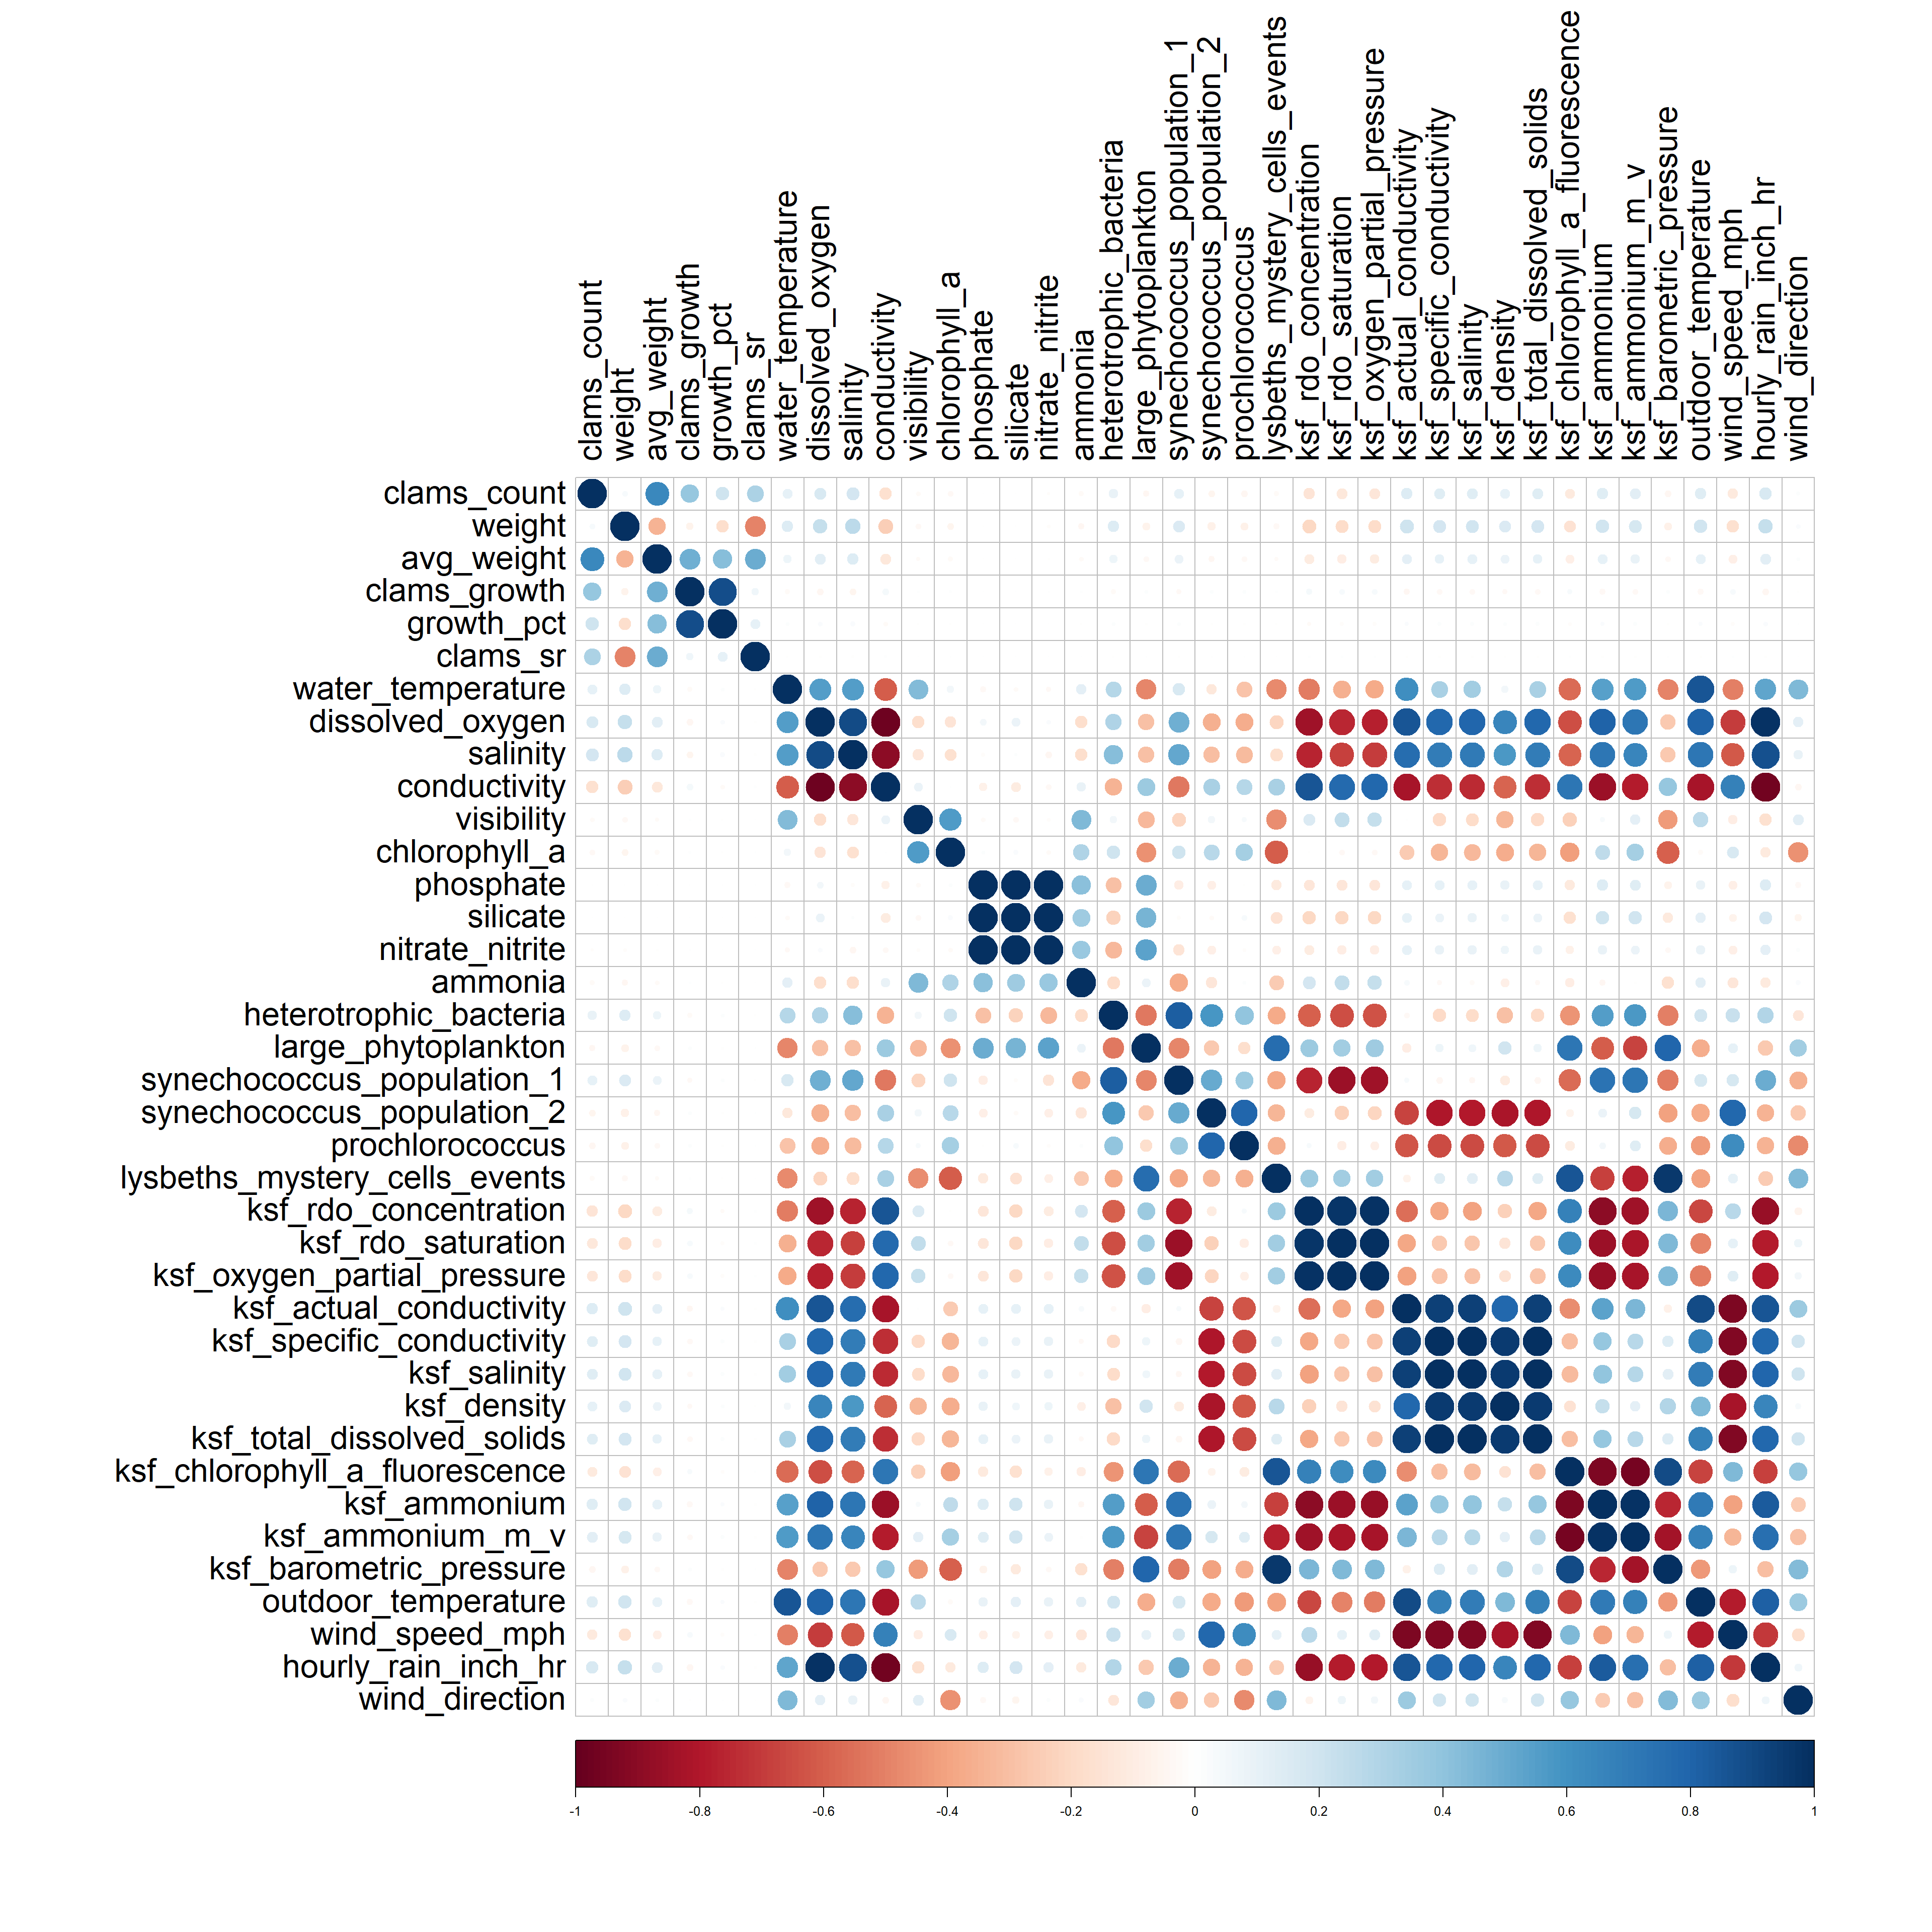 clams_count
weight
avg_weight
clams_growth
growth_pct
clams_sr
water_temperature
dissolved_oxygen
salinity
conductivity
visibility
chlorophyll_a
phosphate
silicate
nitrate_nitrite
ammonia
heterotrophic_bacteria
large_phytoplankton
synechococcus_population_1
synechococcus_population_2
prochlorococcus
lysbeths_mystery_cells_events
ksf_rdo_concentration
ksf_rdo_saturation
ksf_oxygen_partial_pressure
ksf_actual_conductivity
ksf_specific_conductivity
ksf_salinity
ksf_density
ksf_total_dissolved_solids
ksf_chlorophyll_a_fluorescence
ksf_ammonium
ksf_ammonium_m_v
ksf_barometric_pressure
outdoor_temperature
wind_speed_mph
hourly_rain_inch_hr
wind_direction
clams_count
weight
avg_weight
clams_growth
growth_pct
clams_sr
water_temperature
dissolved_oxygen
salinity
conductivity
visibility
chlorophyll_a
phosphate
silicate
nitrate_nitrite
ammonia
heterotrophic_bacteria
large_phytoplankton
synechococcus_population_1
synechococcus_population_2
prochlorococcus
lysbeths_mystery_cells_events
ksf_rdo_concentration
ksf_rdo_saturation
ksf_oxygen_partial_pressure
ksf_actual_conductivity
ksf_specific_conductivity
ksf_salinity
ksf_density
ksf_total_dissolved_solids
ksf_chlorophyll_a_fluorescence
ksf_ammonium
ksf_ammonium_m_v
ksf_barometric_pressure
outdoor_temperature
wind_speed_mph
hourly_rain_inch_hr
wind_direction
-1 -0.8 -0.6 -0.4 -0.2 0 0.2 0.4 0.6 0.8 1